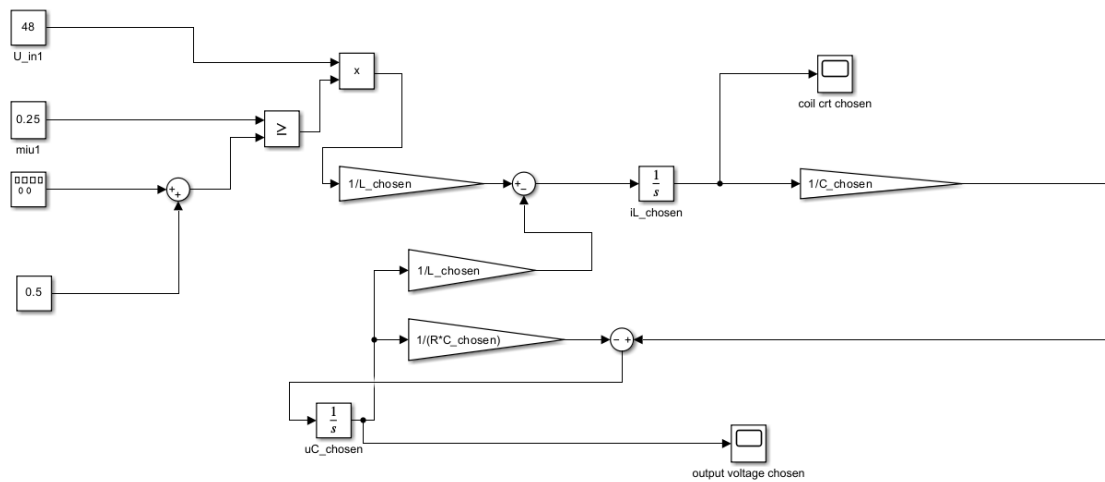 48
U_in1
x
coil crt chosen
0.25
miu1
≥
+
+
1/L_chosen
+
−
1
s
iL_chosen
1/C_chosen
0.5
1/L_chosen
1/(R*C_chosen)
− +
1
s
uC_chosen
output voltage chosen